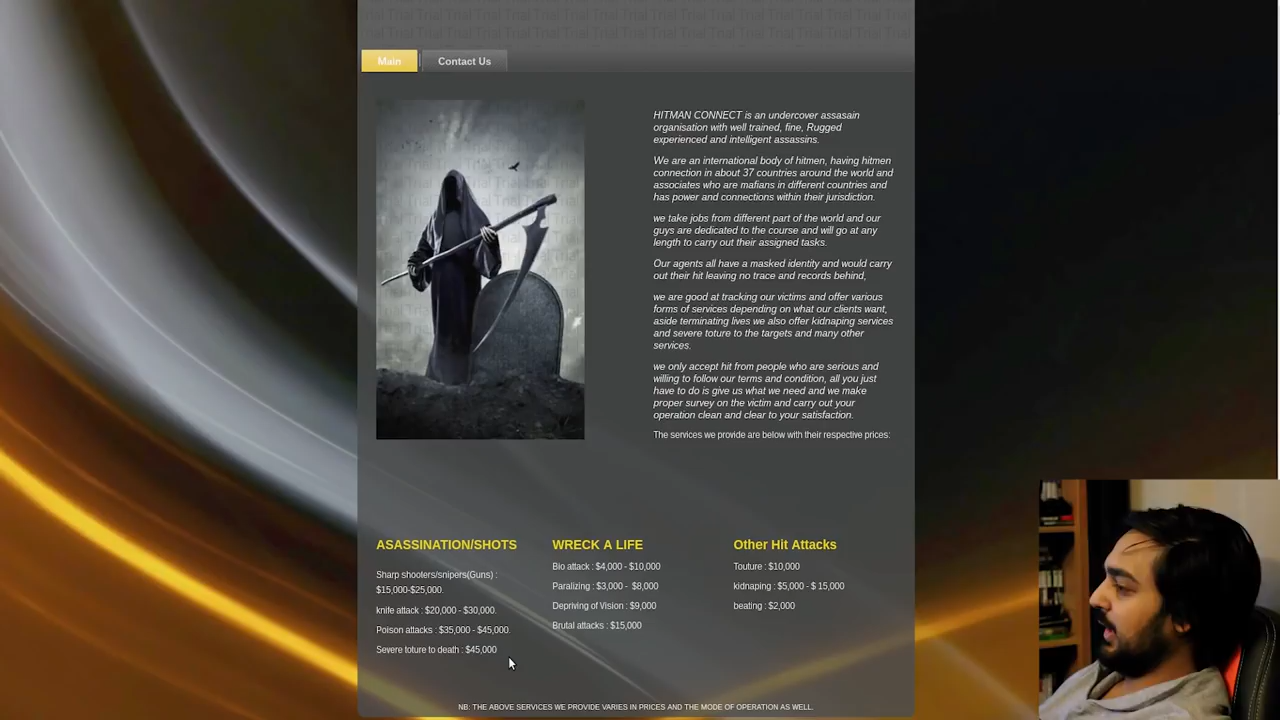 Trial Trial Trial Trial Trial Trial Trial Trial Trial Trial Trial Trial Trial Trial
Main
Contact Us
HITMAN CONNECT is an undercover assasain
organisation with well trained, fine, Rugged
experienced and intelligent assassins.
We are an international body of hitmen, having hitmen
connection in about 37 countries around the world and
associates who are mafians in different countries and
has power and connections within their jurisdiction.
we take jobs from different part of the world and our
guys are dedicated to the course and will go at any
length to carry out their assigned tasks.
Our agents all have a masked identity and would carry
out their hit leaving no trace and records behind,
we are good at tracking our victims and offer various
forms of services depending on what our clients want,
aside terminating lives we also offer kidnaping services
and severe toture to the targets and many other
services.
we only accept hit from people who are serious and
willing to follow our terms and condition, all you just
have to do is give us what we need and we make
proper survey on the victim and carry out your
operation clean and clear to your satisfaction.
The services we provide are below with their respective prices:
ASASSINATION/SHOTS
Sharp shooters/snipers(Guns) :
$15,000-$25,000.
knife attack : $20,000 - $30,000.
Poison attacks : $35,000 - $45,000.
Severe toture to death : $45,000
WRECK A LIFE
Bio attack : $4,000 - $10,000
Paralizing : $3,000 - $8,000
Depriving of Vision : $9,000
Brutal attacks : $15,000
Other Hit Attacks
Touture : $10,000
kidnaping : $5,000 - $ 15,000
beating : $2,000
NB: THE ABOVE SERVICES WE PROVIDE VARIES IN PRICES AND THE MODE OF OPERATION AS WELL.